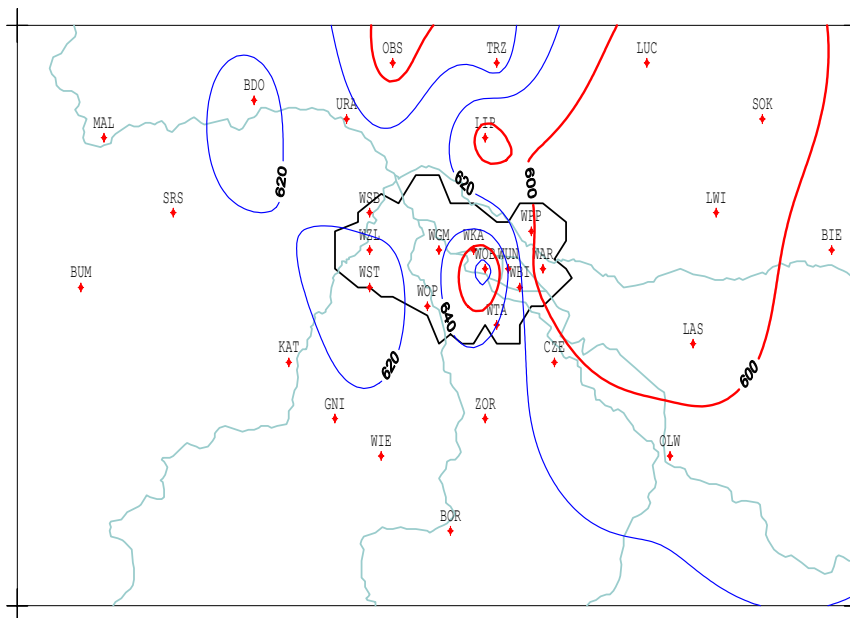 OBS
TRZ
LUC
BDO
SOK
URA
MAL
LIP
620
620
600
SRS
WSE
LWI
WPP
WZL
WGM
WKA
BIE
WOB
WUN
WAR
BUM
WST
WBI
WOP
WTA
640
LAS
KAT
CZE
620
600
GNI
ZOR
WIE
OLW
BOR